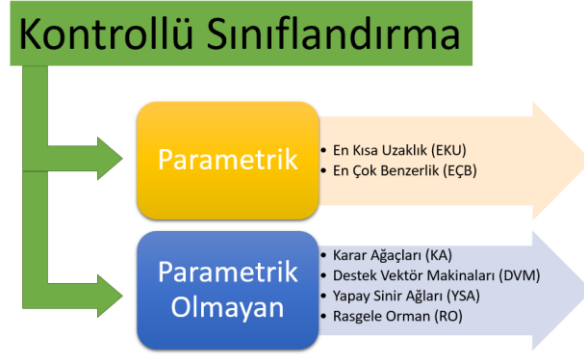 Kontrollü Sınıflandırma
Parametrik
• En Kısa Uzaklık (EKU)
• En Çok Benzerlik (EÇB)
Parametrik
Olmayan
• Karar Ağaçları (KA)
• Destek Vektör Makinaları (DVM)
• Yapay Sinir Ağları (YSA)
• Rasgele Orman (RO)